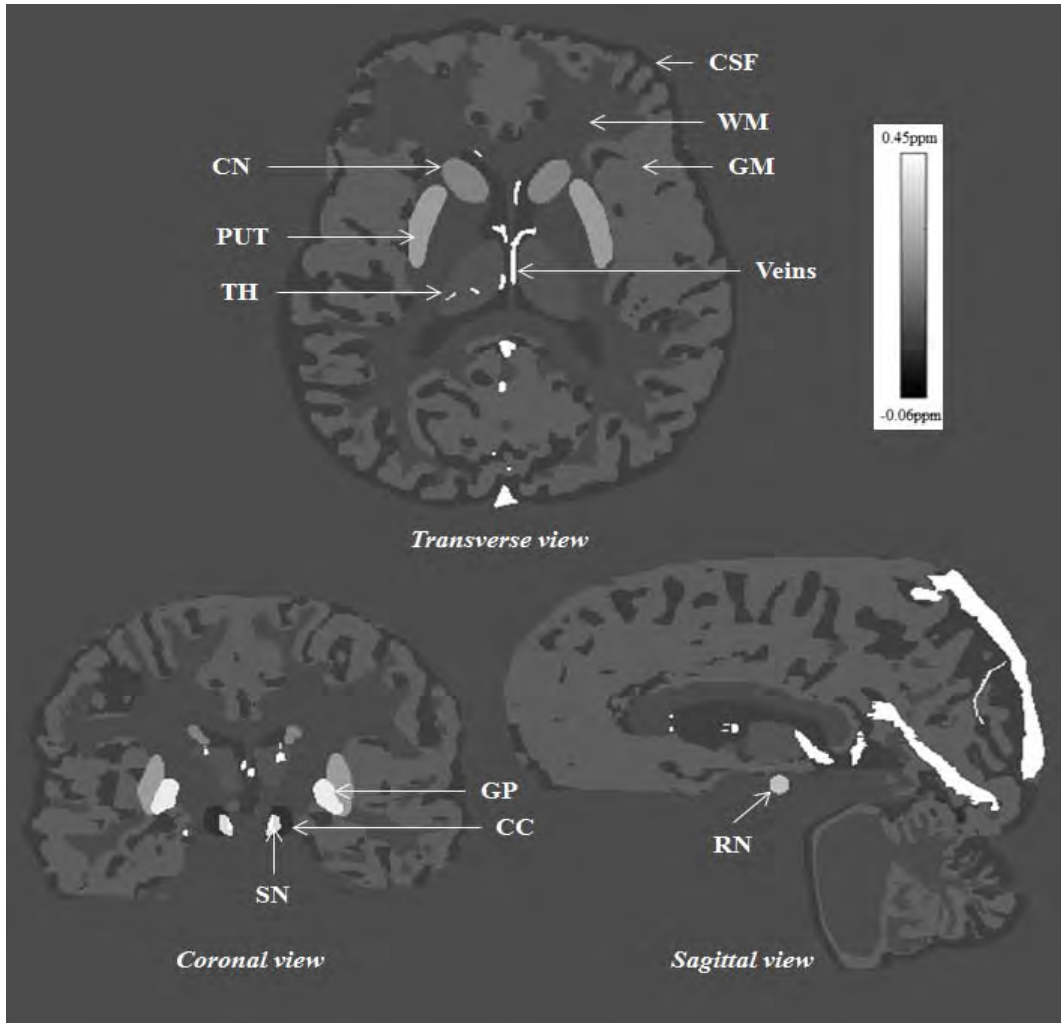 CSF
WM
0.45ppm
CN
GM
PUT
Veins
TH
-0.06ppm
Transverse view
GP
CC
RN
SN
Coronal view
Sagittal view